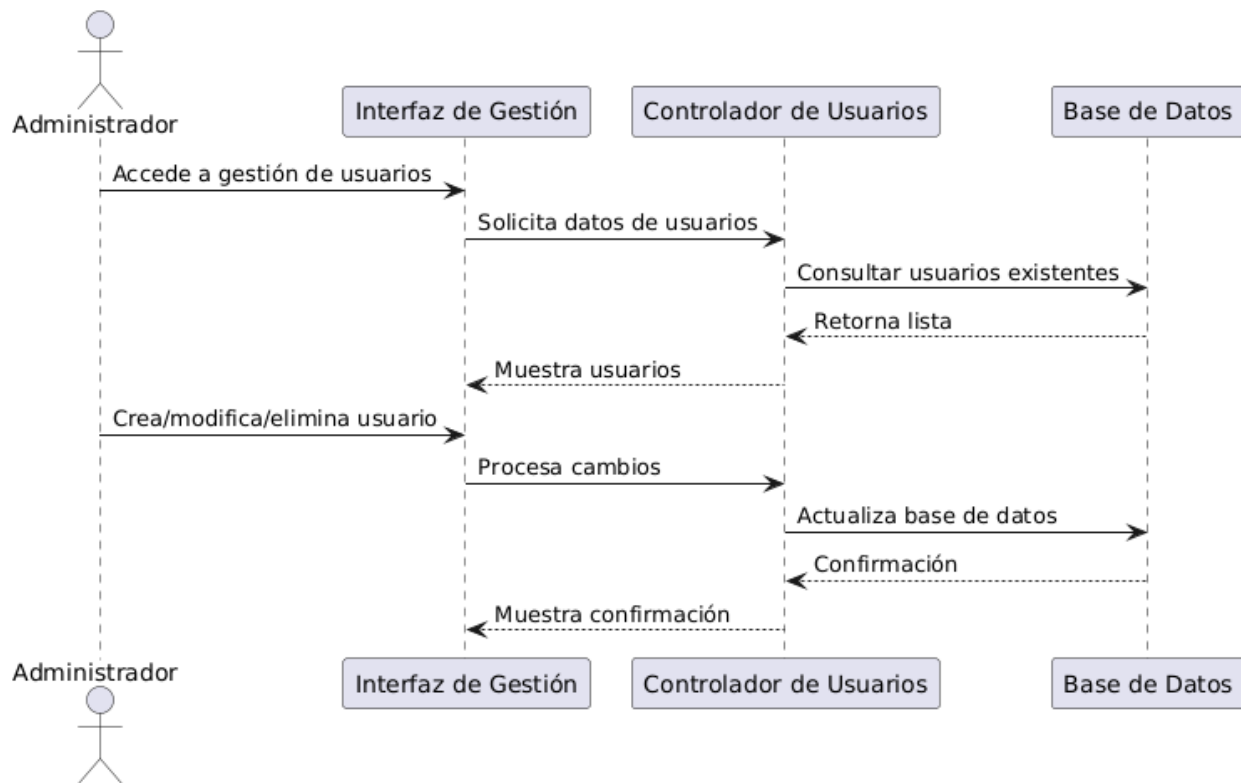 Administrador
Interfaz de Gestión
Controlador de Usuarios
Base de Datos
Accede a gestión de usuarios
Solicita datos de usuarios
Consultar usuarios existentes
Retorna lista
Muestra usuarios
Crea/modifica/elimina usuario
Procesa cambios
Actualiza base de datos
Confirmación
Muestra confirmación
Administrador
Interfaz de Gestión
Controlador de Usuarios
Base de Datos